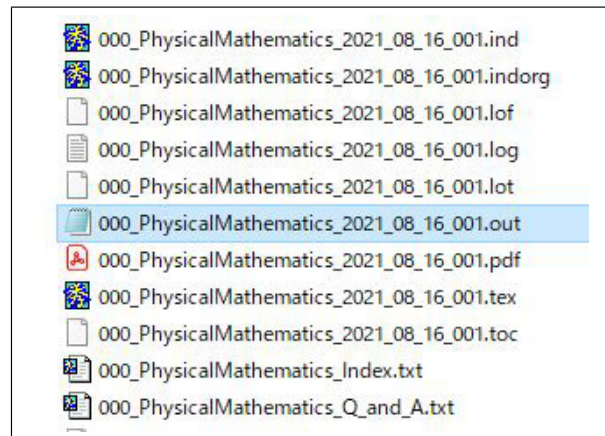 000_PhysicalMathematics_2021_08_16_001.ind
000_PhysicalMathematics_2021_08_16_001.indorg
000_PhysicalMathematics_2021_08_16_001.lof
000_PhysicalMathematics_2021_08_16_001.log
000_PhysicalMathematics_2021_08_16_001.lot
000_PhysicalMathematics_2021_08_16_001.out
000_PhysicalMathematics_2021_08_16_001.pdf
000_PhysicalMathematics_2021_08_16_001.tex
000_PhysicalMathematics_2021_08_16_001.toc
000_PhysicalMathematics_Index.txt
000_PhysicalMathematics_Q_and_A.txt